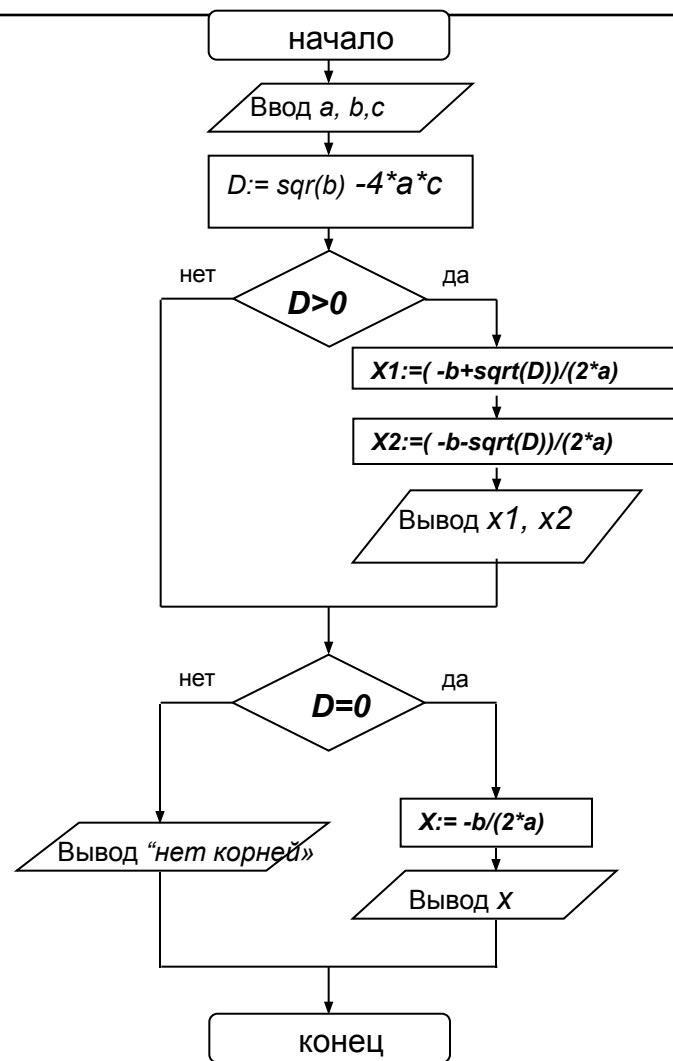 начало
Ввод a, b,c
D:= sqr(b) -4*a*c
нет
да
D>0
X1:=( -b+sqrt(D))/(2*a)
X2:=( -b-sqrt(D))/(2*a)
Вывод x1, x2
нет
да
D=0
X:= -b/(2*a)
Вывод “нет корней»
Вывод x
конец